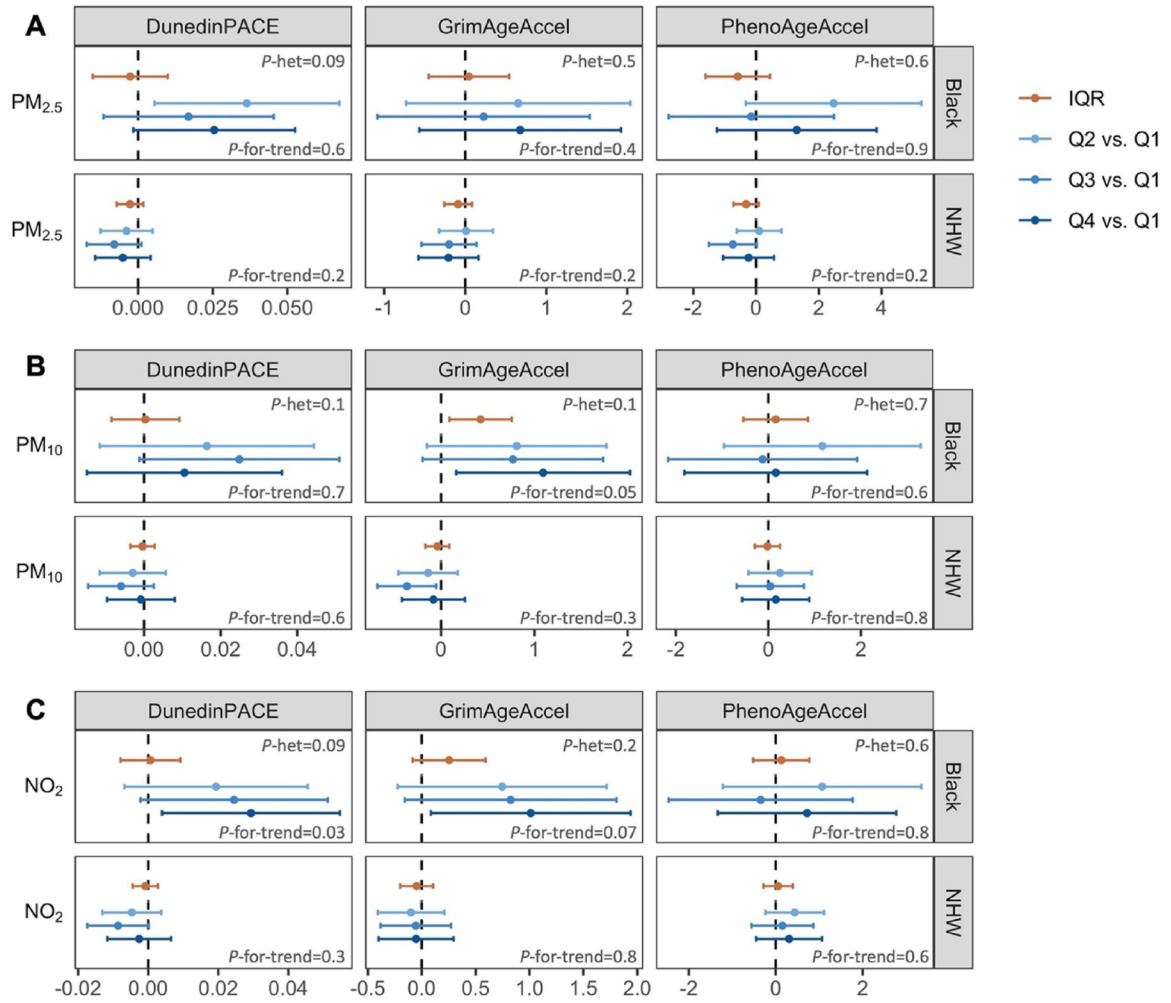 A
DunedinPACE GrimAgeAccel PhenoAgeAccel
P-het=0.09 P-het=0.5 P-het=0.6
PM2.5 Black
P-for-trend=0.6 P-for-trend=0.4 P-for-trend=0.9
IQR
Q2 vs. Q1
Q3 vs. Q1
Q4 vs. Q1
PM2.5 NHW
P-for-trend=0.2 P-for-trend=0.2 P-for-trend=0.2
0.000 0.025 0.050 -1 0 1 2 -2 0 2 4
B
DunedinPACE GrimAgeAccel PhenoAgeAccel
P-het=0.1 P-het=0.1 P-het=0.7
PM10 Black
P-for-trend=0.7 P-for-trend=0.05 P-for-trend=0.6
PM10 NHW
P-for-trend=0.6 P-for-trend=0.3 P-for-trend=0.8
0.00 0.02 0.04 0 1 2 -2 0 2
C
DunedinPACE GrimAgeAccel PhenoAgeAccel
P-het=0.09 P-het=0.2 P-het=0.6
NO2 Black
P-for-trend=0.03 P-for-trend=0.07 P-for-trend=0.8
NO2 NHW
P-for-trend=0.3 P-for-trend=0.8 P-for-trend=0.6
-0.02 0.00 0.02 0.04 -0.5 0.0 0.5 1.0 1.5 2.0 -2 0 2